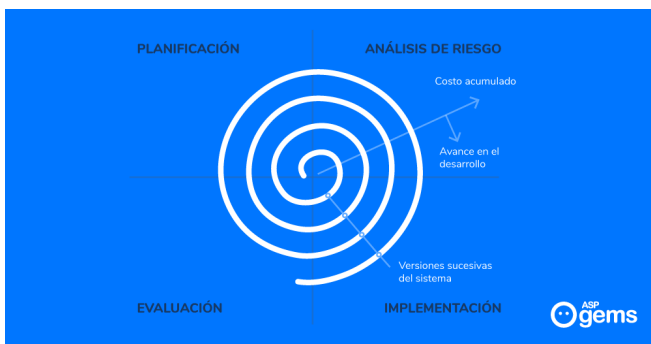 PLANIFICACIÓN
ANÁLISIS DE RIESGO
Costo acumulado
Avance en el
desarrollo
Versiones sucesivas
del sistema
EVALUACIÓN
IMPLEMENTACIÓN
ASP
gems